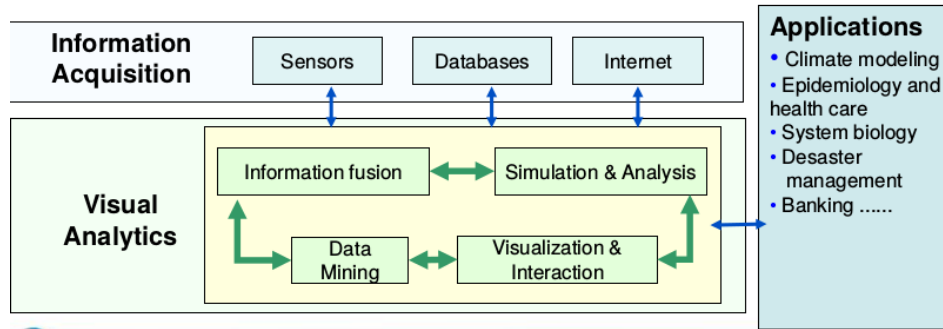 Information
Acquisition
Sensors
Databases
Internet
Visual
Analytics
Information fusion
Simulation & Analysis
Data
Mining
Visualization &
Interaction
Applications
• Climate modeling
• Epidemiology and
health care
• System biology
• Desaster
management
• Banking ......